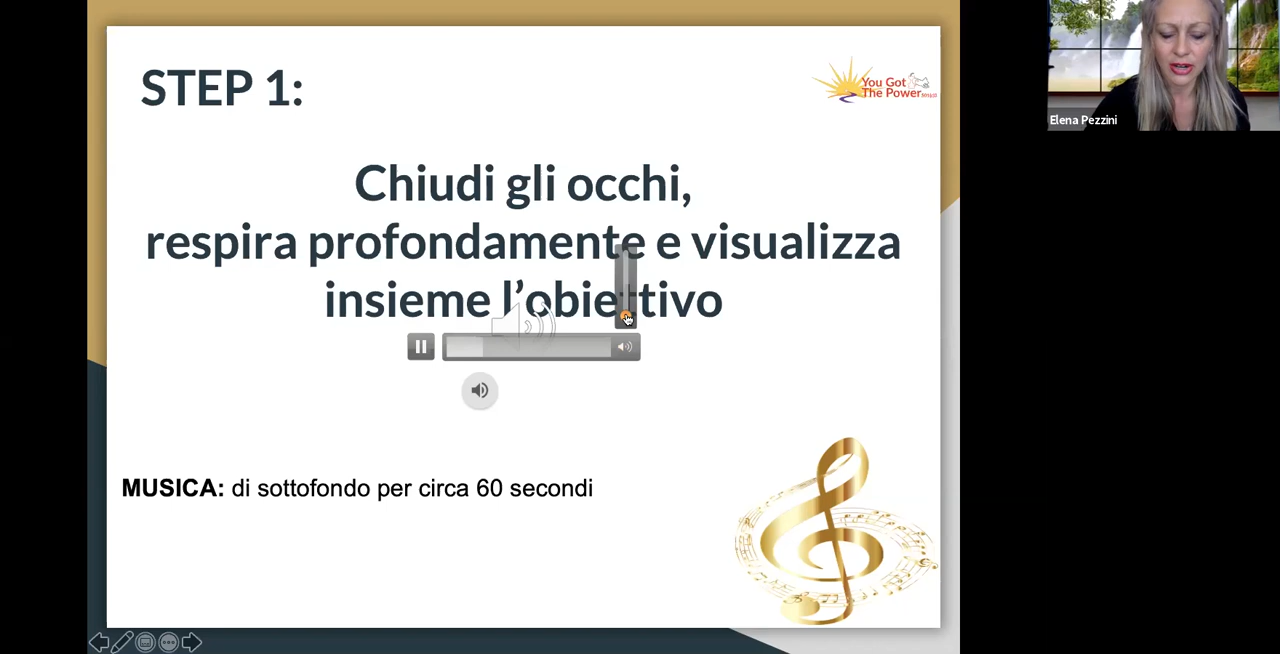 STEP 1:
You Got
The Power
Chiudi gli occhi,
respira profondamente e visualizza
insieme l’obiettivo
MUSICA: di sottofondo per circa 60 secondi
Elena Pezzini